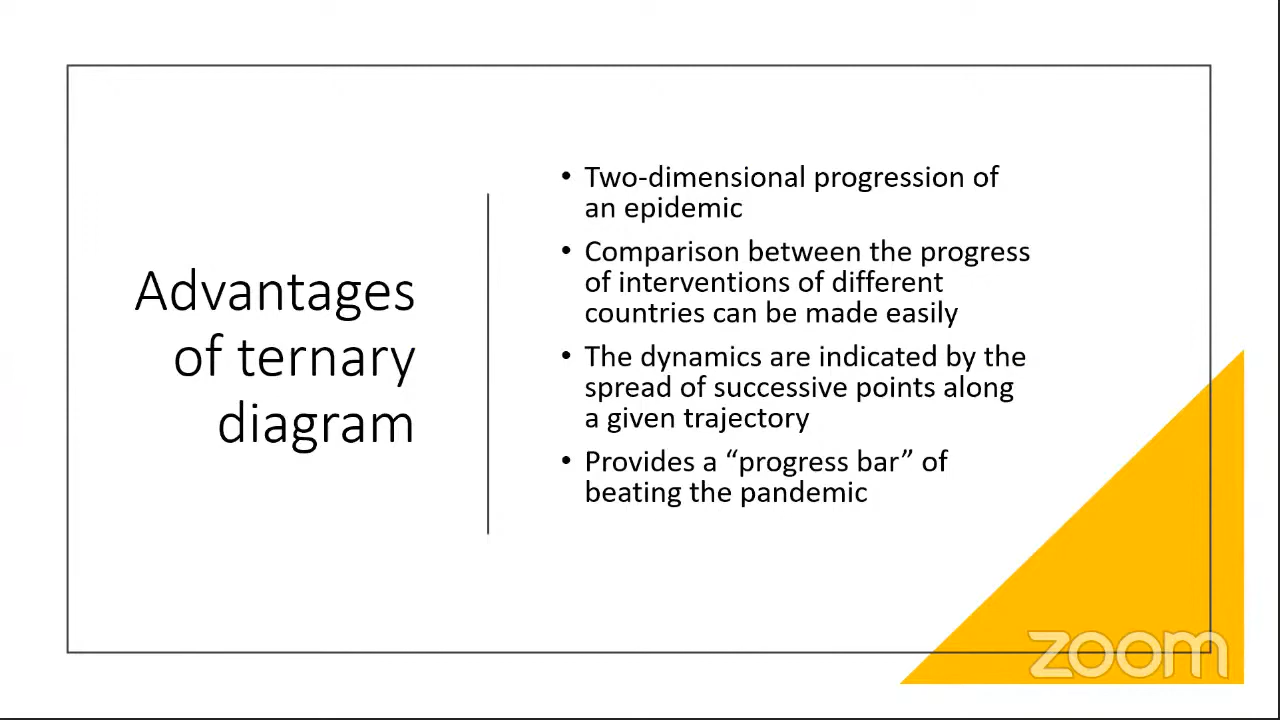 Advantages
of ternary
diagram
• Two-dimensional progression of
an epidemic
• Comparison between the progress
of interventions of different
countries can be made easily
• The dynamics are indicated by the
spread of successive points along
a given trajectory
• Provides a “progress bar” of
beating the pandemic
zoom